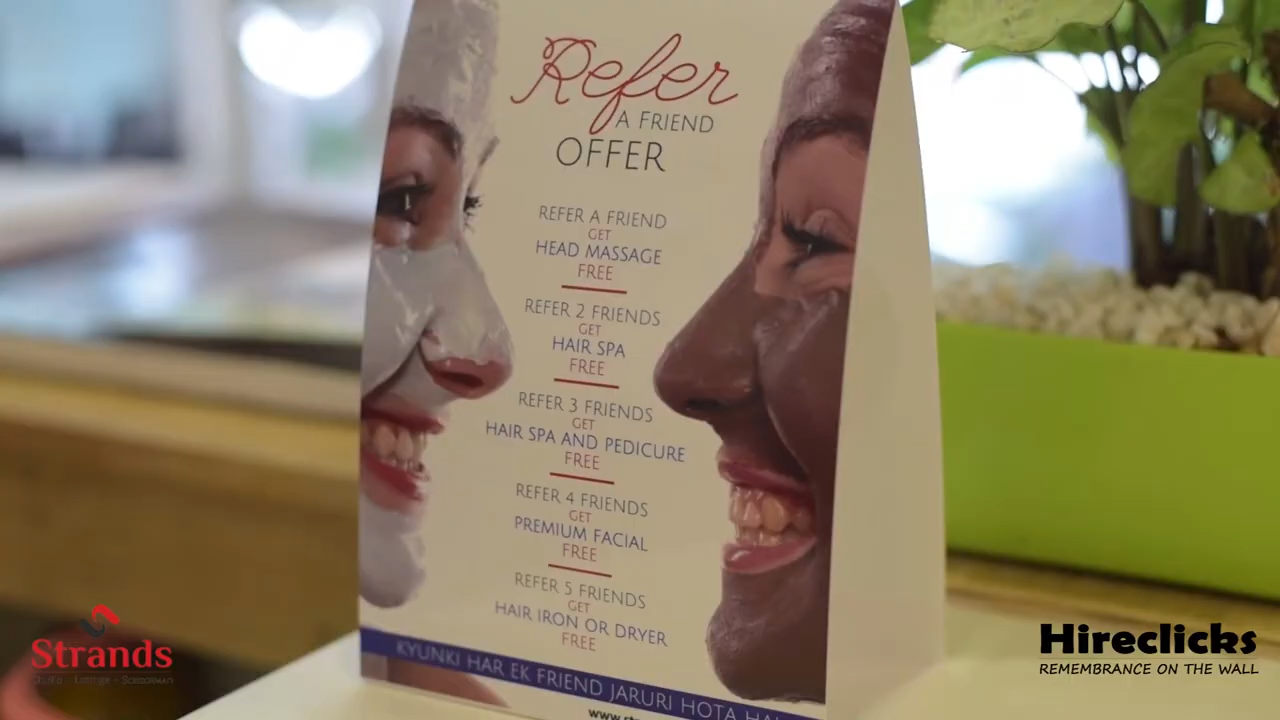 Refer
A FRIEND
OFFER
REFER A FRIEND
GET
HEAD MASSAGE
FREE
REFER 2 FRIENDS
GET
HAIR SPA
FREE
REFER 3 FRIENDS
GET
HAIR SPA AND PEDICURE
FREE
REFER 4 FRIENDS
GET
PREMIUM FACIAL
FREE
REFER 5 FRIENDS
GET
HAIR IRON OR DRYER
FREE
KYUNKI HAR EK FRIEND JARURI HOTA
Strands
Hireclicks
REMEMBRANCE ON THE WALL